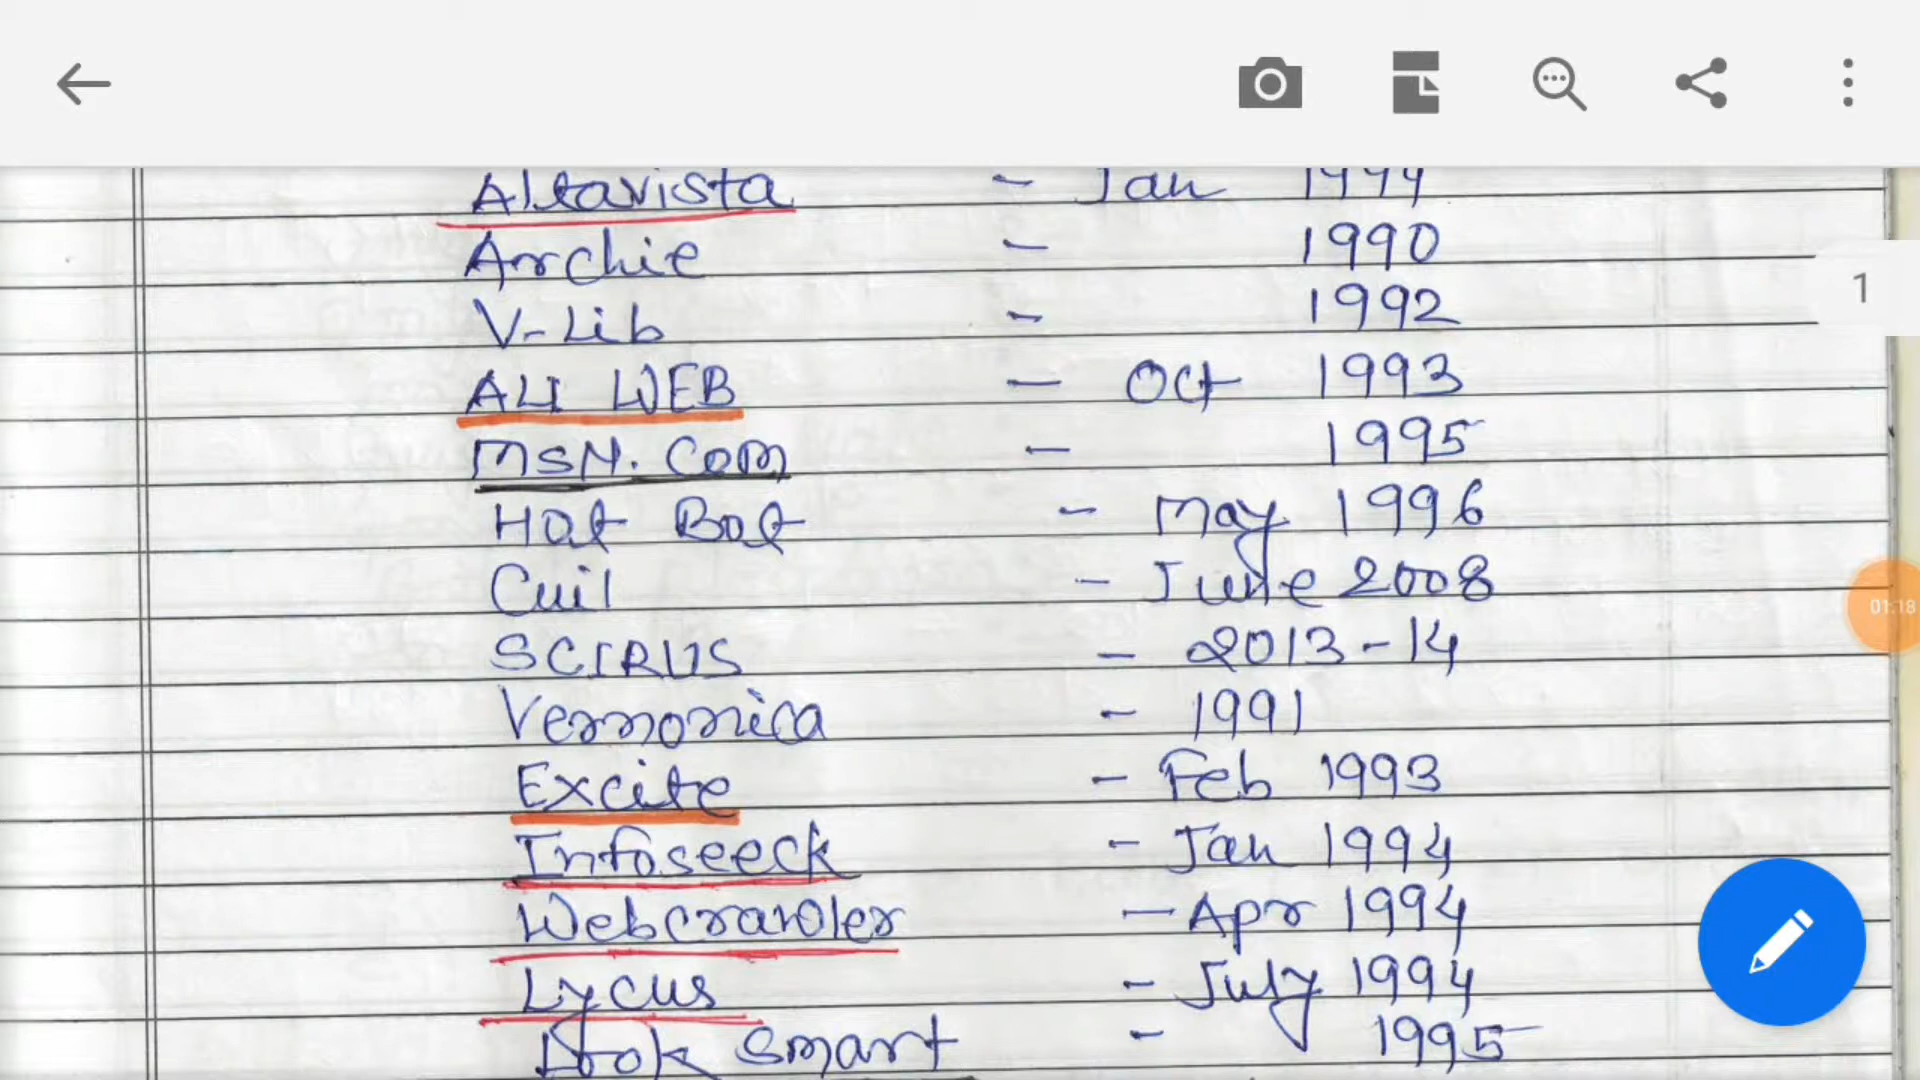 Altavista - Jan 1994
Archie - 1990
V-Lib - 1992
ALI WEB - Oct 1993
MSN.Com - 1995
Hot Bot - May 1996
Cuil - June 2008
SCIRUS - 2013-14
Vernonica - 1991
Excite - Feb 1993
Infoseeck - Jan 1994
Webcrawler - Apr 1994
Lycus - July 1994
look smart - 1995
1
01:18